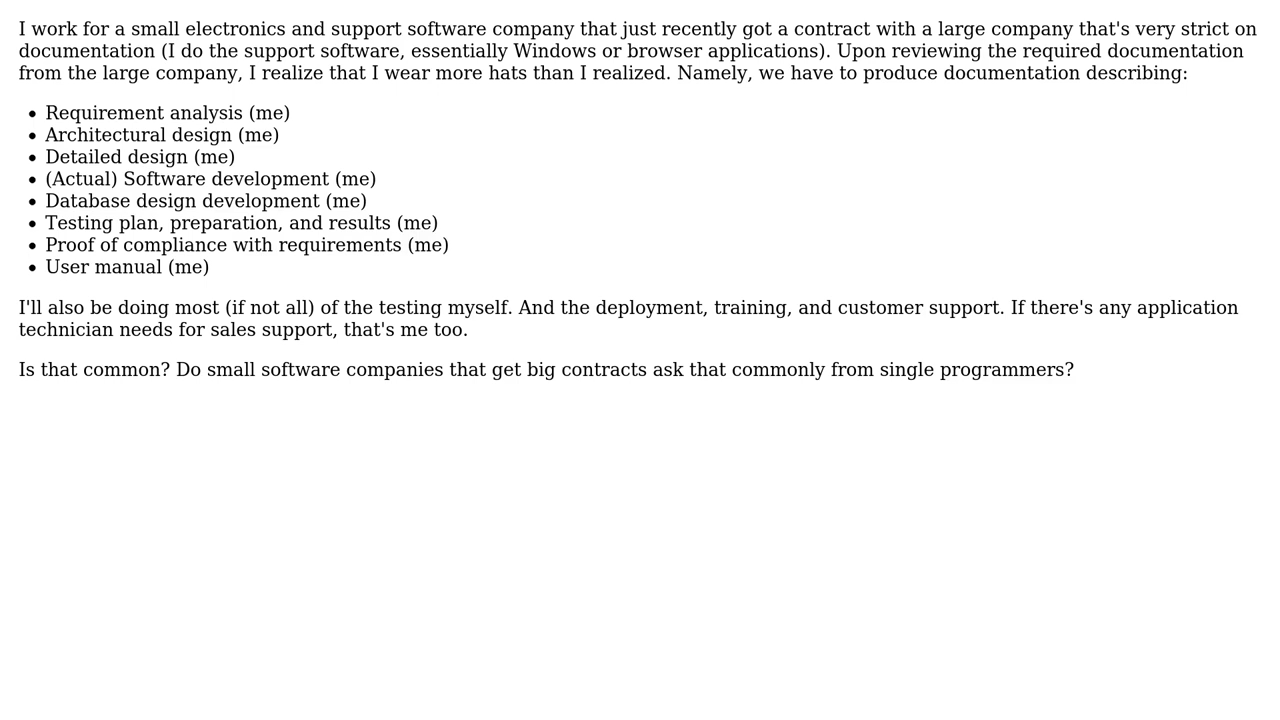 I work for a small electronics and support software company that just recently got a contract with a large company that's very strict on
documentation (I do the support software, essentially Windows or browser applications). Upon reviewing the required documentation
from the large company, I realize that I wear more hats than I realized. Namely, we have to produce documentation describing:
• Requirement analysis (me)
• Architectural design (me)
• Detailed design (me)
• (Actual) Software development (me)
• Database design development (me)
• Testing plan, preparation, and results (me)
• Proof of compliance with requirements (me)
• User manual (me)
I'll also be doing most (if not all) of the testing myself. And the deployment, training, and customer support. If there's any application
technician needs for sales support, that's me too.
Is that common? Do small software companies that get big contracts ask that commonly from single programmers?